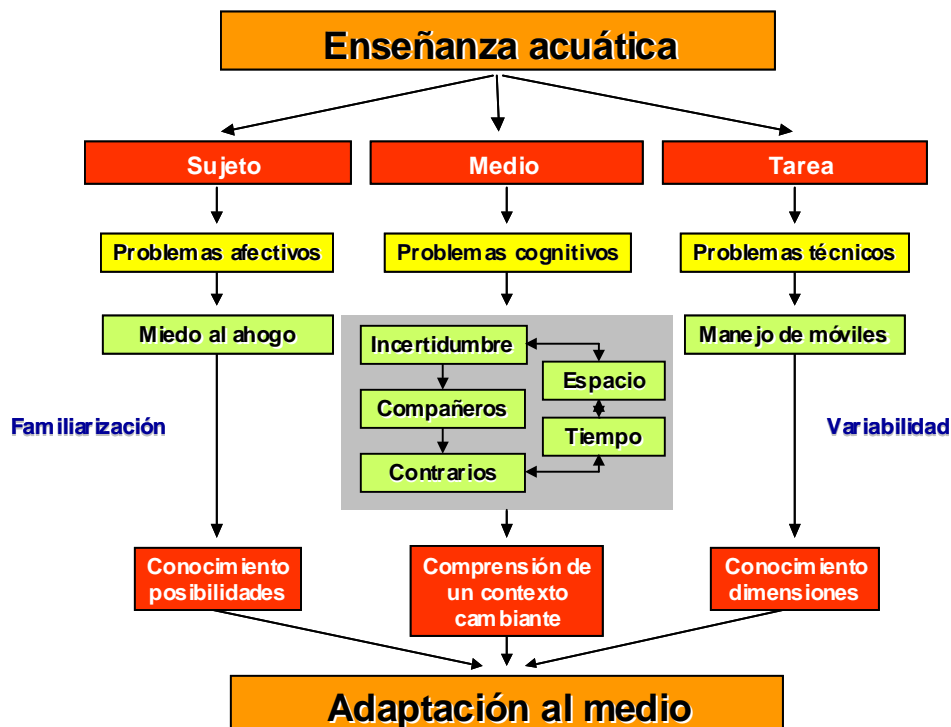 Enseñanza acuática
Sujeto
Medio
Tarea
Problemas afectivos
Problemas cognitivos
Problemas técnicos
Miedo al ahogo
Incertidumbre
Compañeros
Contrarios
Espacio
Tiempo
Manejo de móviles
Familiarización
Variabilidad
Conocimiento
posibilidades
Comprensión de
un contexto
cambiante
Conocimiento
dimensiones
Adaptación al medio